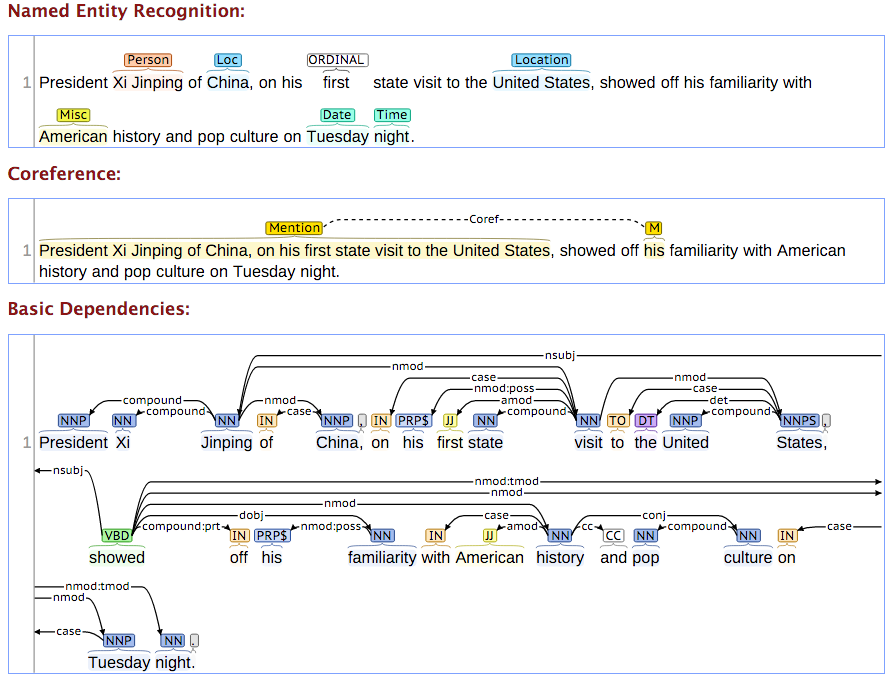 Named Entity Recognition:
Person Loc ORDINAL Location
1 President Xi Jinping of China, on his first state visit to the United States, showed off his familiarity with
Misc Date Time
American history and pop culture on Tuesday night.
Coreference:
Mention Coref M
1 President Xi Jinping of China, on his first state visit to the United States, showed off his familiarity with American
history and pop culture on Tuesday night.
Basic Dependencies:
nsubj
nmod
case nmod
nmod:poss case
compound nmod amod det
compound case compound compound
NNP NN NN IN NNP , IN PRP$ JJ NN NN TO DT NNP NNPS ,
1 President Xi Jinping of China, on his first state visit to the United States,
nsubj
nmod:tmod
nmod
nmod
dobj case conj
compound:prt nmod:poss amod cc compound case
VBD IN PRP$ NN IN JJ NN CC NN NN IN
showed off his familiarity with American history and pop culture on
nmod:tmod
nmod
case
NNP NN .
Tuesday night.